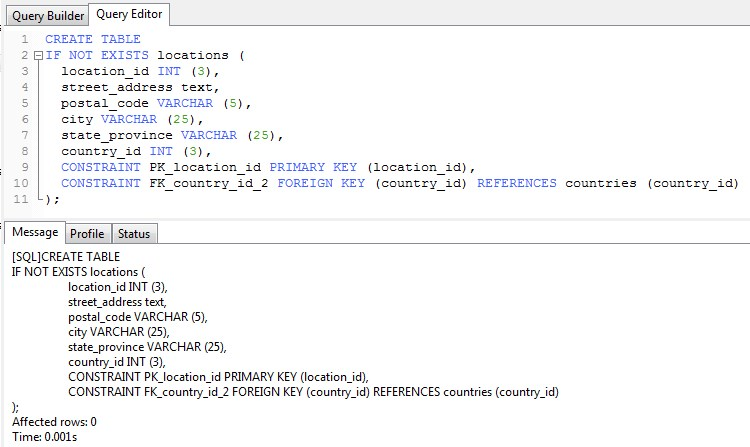 Query Builder Query Editor
1 CREATE TABLE
2 IF NOT EXISTS locations (
3 location_id INT (3),
4 street_address text,
5 postal_code VARCHAR (5),
6 city VARCHAR (25),
7 state_province VARCHAR (25),
8 country_id INT (3),
9 CONSTRAINT PK_location_id PRIMARY KEY (location_id),
10 CONSTRAINT FK_country_id_2 FOREIGN KEY (country_id) REFERENCES countries (country_id)
11 );
Message Profile Status
[SQL]CREATE TABLE
IF NOT EXISTS locations (
location_id INT (3),
street_address text,
postal_code VARCHAR (5),
city VARCHAR (25),
state_province VARCHAR (25),
country_id INT (3),
CONSTRAINT PK_location_id PRIMARY KEY (location_id),
CONSTRAINT FK_country_id_2 FOREIGN KEY (country_id) REFERENCES countries (country_id)
);
Affected rows: 0
Time: 0.001s